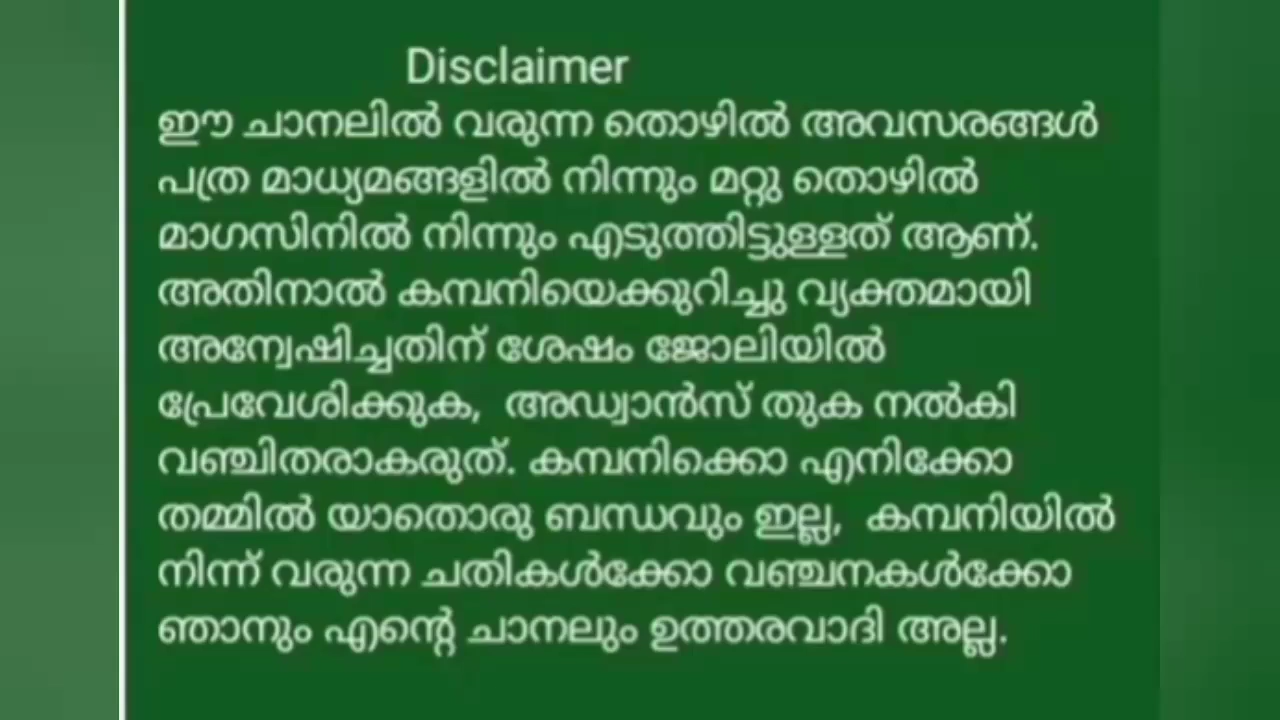 Disclaimer
ഈ ചാനലിൽ വരുന്ന തൊഴിൽ അവസരങ്ങൾ
പത്ര മാധ്യമങ്ങളിൽ നിന്നും മറ്റു തൊഴിൽ
മാഗസിനിൽ നിന്നും എടുത്തിട്ടുള്ളത് ആണ്.
അതിനാൽ കമ്പനിയെക്കുറിച്ചു വ്യക്തമായി
അന്വേഷിച്ചതിന് ശേഷം ജോലിയിൽ
പ്രേവേശിക്കുക, അഡ്വാൻസ് തുക നൽകി
വഞ്ചിതരാകരുത്. കമ്പനിക്കൊ എനിക്കോ
തമ്മിൽ യാതൊരു ബന്ധവും ഇല്ല, കമ്പനിയിൽ
നിന്ന് വരുന്ന ചതികൾക്കോ വഞ്ചനകൾക്കോ
ഞാനും എന്റെ ചാനലും ഉത്തരവാദി അല്ല.